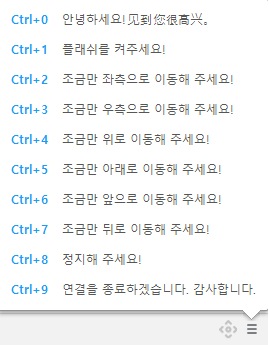 Ctrl+0 안녕하세요! 见到您很高兴。
Ctrl+1 플래쉬를 켜주세요!
Ctrl+2 조금만 좌측으로 이동해 주세요!
Ctrl+3 조금만 우측으로 이동해 주세요!
Ctrl+4 조금만 위로 이동해 주세요!
Ctrl+5 조금만 아래로 이동해 주세요!
Ctrl+6 조금만 앞으로 이동해 주세요!
Ctrl+7 조금만 뒤로 이동해 주세요!
Ctrl+8 정지해 주세요!
Ctrl+9 연결을 종료하겠습니다. 감사합니다.